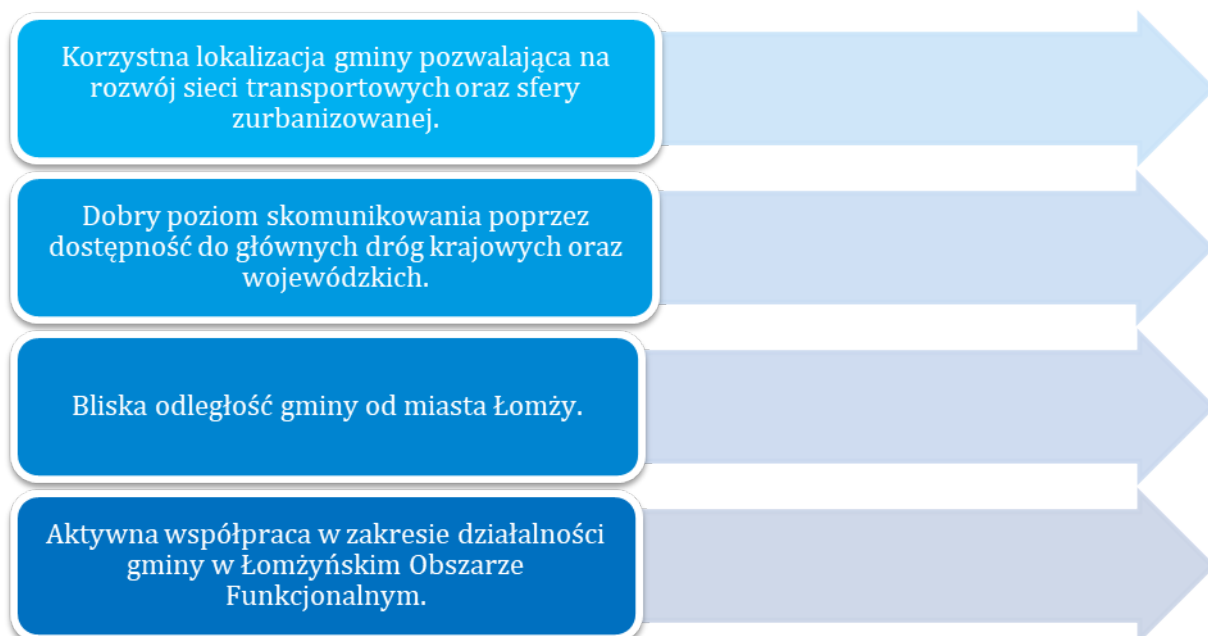 Korzystna lokalizacja gminy pozwalająca na
rozwój sieci transportowych oraz sfery
zurbanizowanej.
Dobry poziom skomunikowania poprzez
dostępność do głównych dróg krajowych oraz
wojewódzkich.
Bliska odległość gminy od miasta Łomży.
Aktywna współpraca w zakresie działalności
gminy w Łomżyńskim Obszarze
Funkcjonalnym.